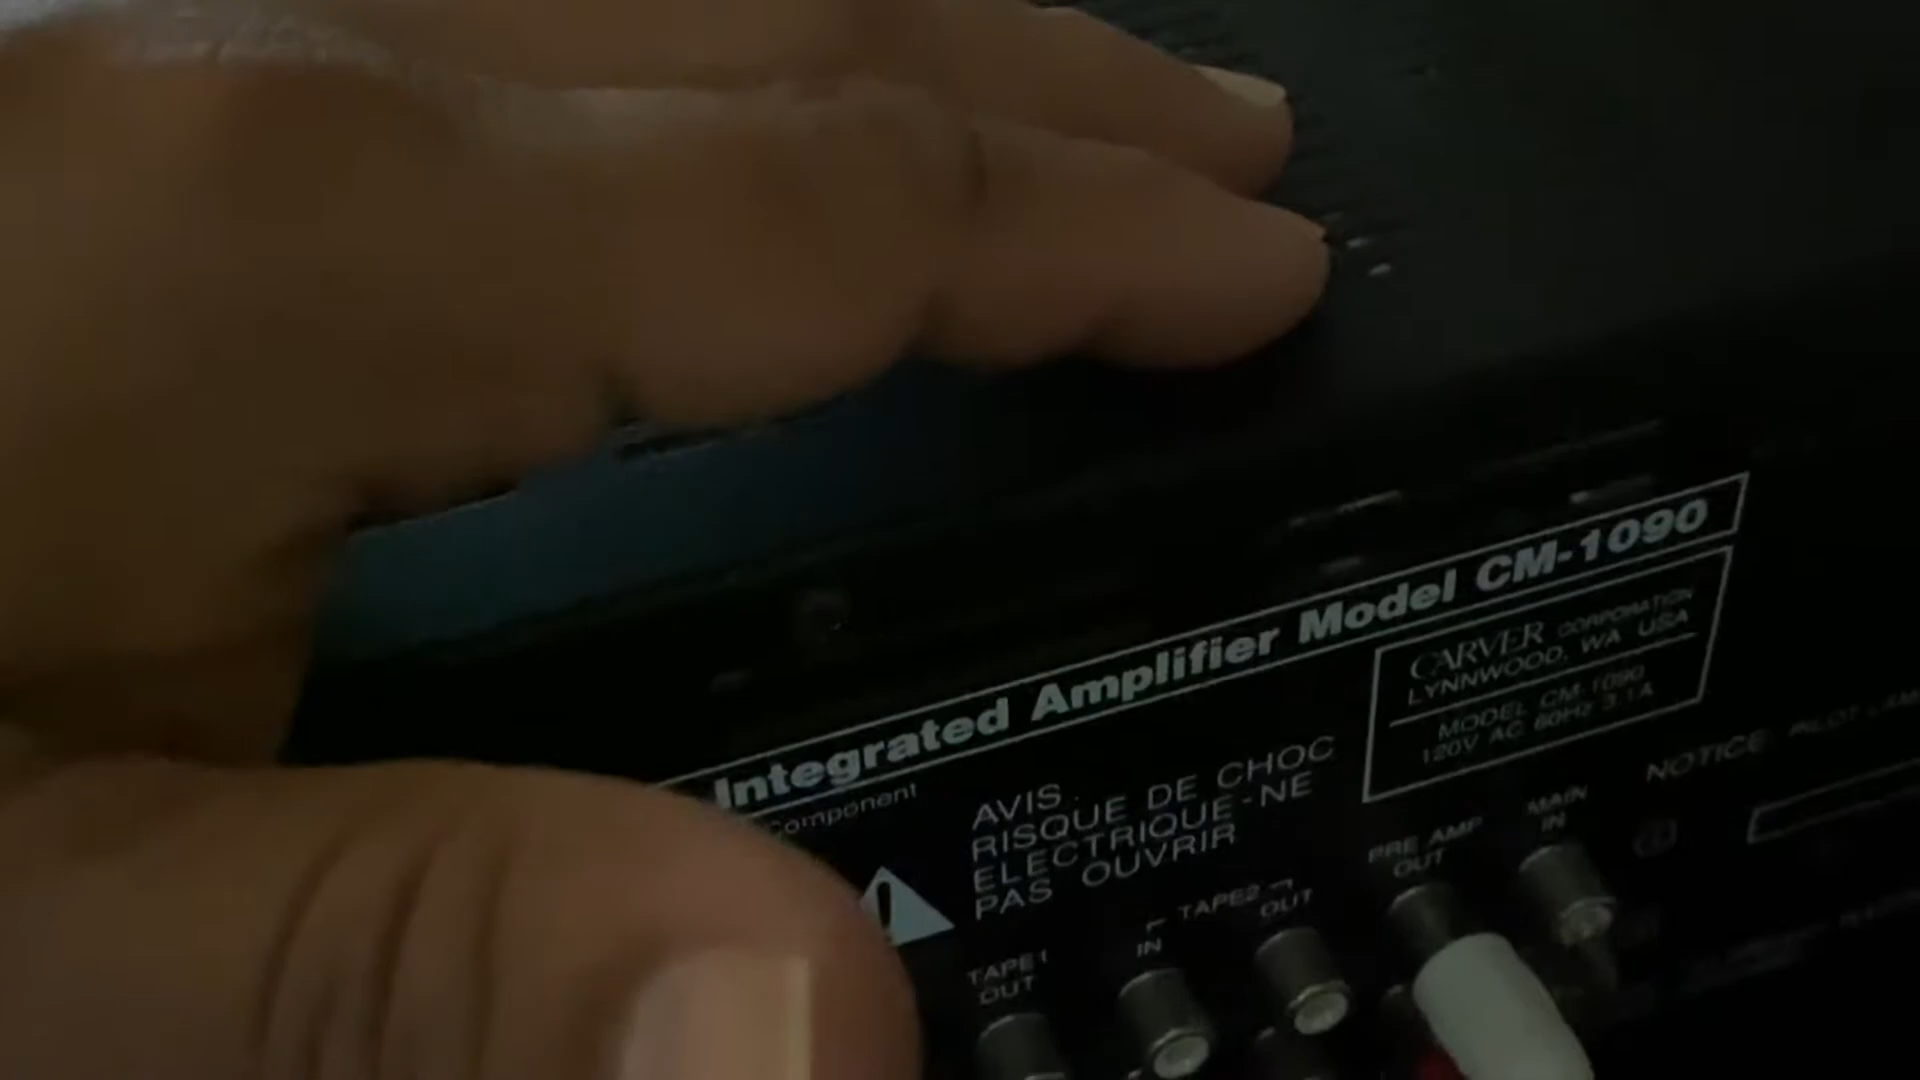 Integrated Amplifier Model CM-1090
Component
AVIS
RISQUE DE CHOC
ELECTRIQUE-NE
PAS OUVRIR
CARVER CORPORATION
LYNNWOOD, WA USA
MODEL CM-1090
120V AC 60Hz 3.1A
NOTICE: PILOT
TAPE1
OUT
IN
TAPE2
OUT
PRE AMP
OUT
MAIN
IN